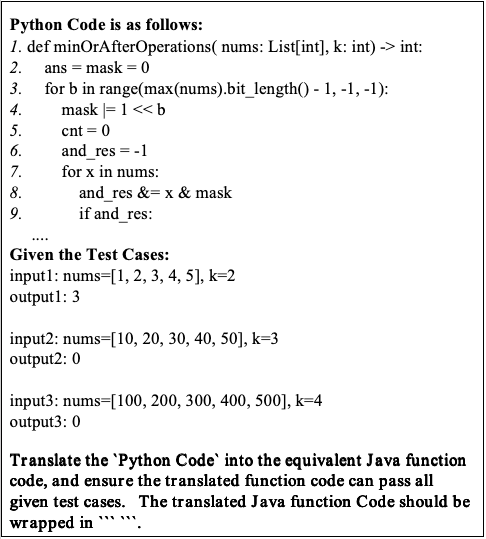 Python Code is as follows:
1. def minOrAfterOperations( nums: List[int], k: int) -> int:
2. ans = mask = 0
3. for b in range(max(nums).bit_length() - 1, -1, -1):
4. mask |= 1 << b
5. cnt = 0
6. and_res = -1
7. for x in nums:
8. and_res &= x & mask
9. if and_res:
....
Given the Test Cases:
input1: nums=[1, 2, 3, 4, 5], k=2
output1: 3
input2: nums=[10, 20, 30, 40, 50], k=3
output2: 0
input3: nums=[100, 200, 300, 400, 500], k=4
output3: 0
Translate the `Python Code` into the equivalent Java function
code, and ensure the translated function code can pass all
given test cases. The translated Java function Code should be
wrapped in ``` ```.